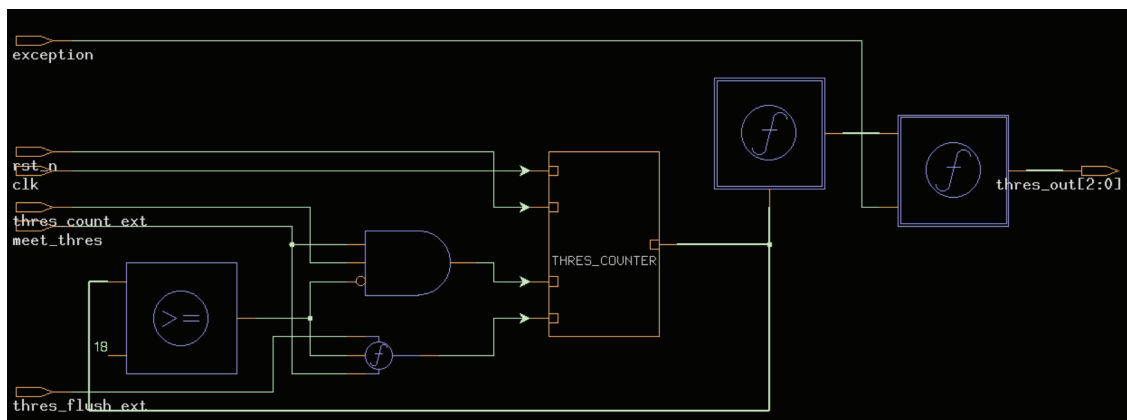 exception
rst_n
clk
thres_count_ext
meet_thres
THRES_COUNTER
thres_out[2:0]
>=
18
thres_flush_ext